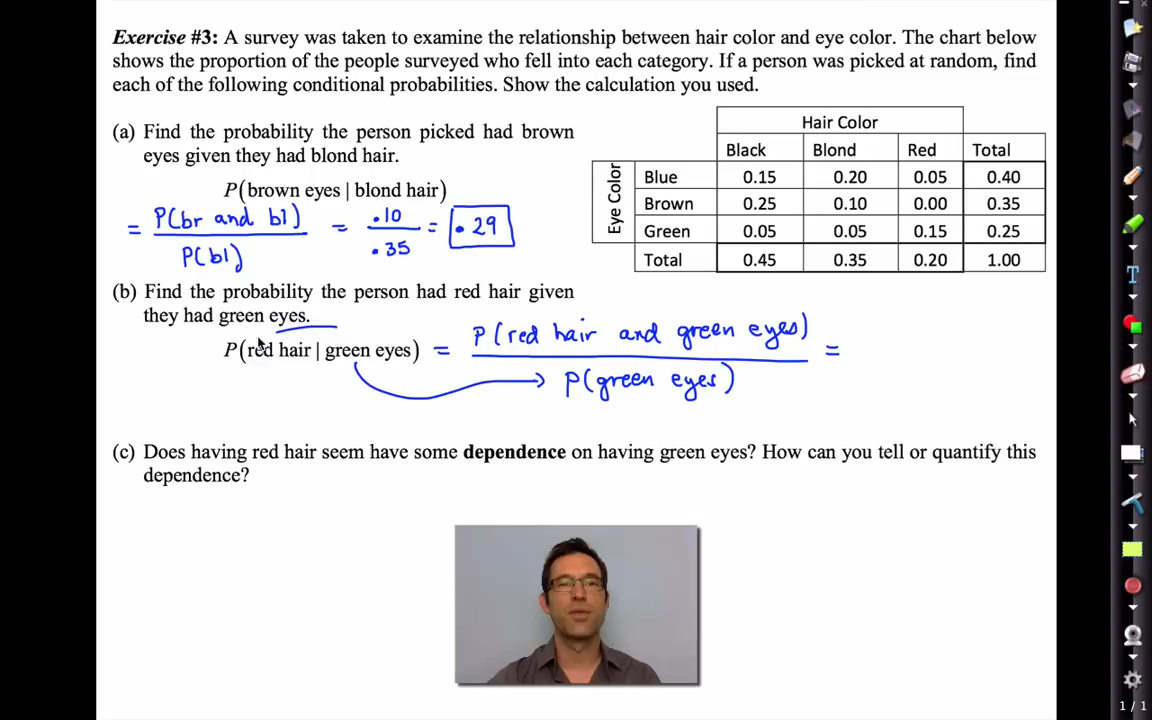 Exercise #3: A survey was taken to examine the relationship between hair color and eye color. The chart below
shows the proportion of the people surveyed who fell into each category. If a person was picked at random, find
each of the following conditional probabilities. Show the calculation you used.
(a) Find the probability the person picked had brown
eyes given they had blond hair.
P(brown eyes | blond hair)
= P(br and bl) / P(bl) = .10 / .35 = .29
Hair Color
Black Blond Red Total
Eye Color
Blue 0.15 0.20 0.05 0.40
Brown 0.25 0.10 0.00 0.35
Green 0.05 0.05 0.15 0.25
Total 0.45 0.35 0.20 1.00
(b) Find the probability the person had red hair given
they had green eyes.
P(red hair | green eyes) = P(red hair and green eyes) / P(green eyes) =
(c) Does having red hair seem have some dependence on having green eyes? How can you tell or quantify this
dependence?
T
1 / 1